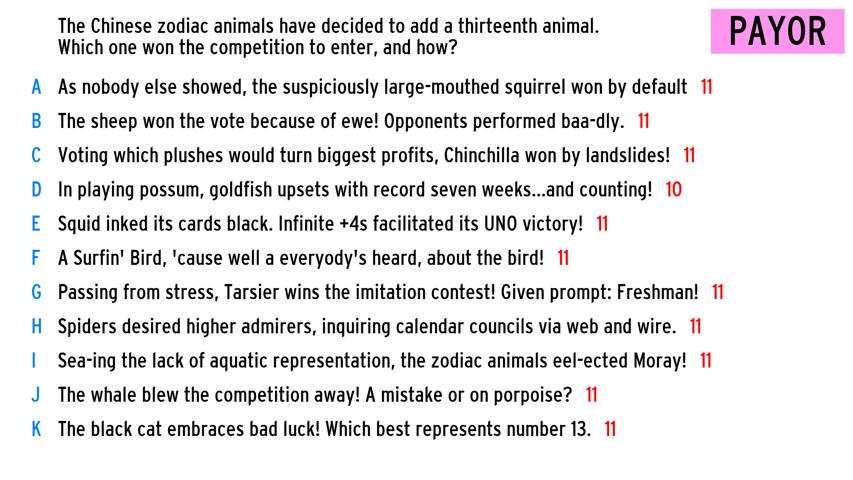 The Chinese zodiac animals have decided to add a thirteenth animal.
Which one won the competition to enter, and how?
PAYOR
A As nobody else showed, the suspiciously large-mouthed squirrel won by default 11
B The sheep won the vote because of ewe! Opponents performed baa-dly. 11
C Voting which plushes would turn biggest profits, Chinchilla won by landslides! 11
D In playing possum, goldfish upsets with record seven weeks...and counting! 10
E Squid inked its cards black. Infinite +4s facilitated its UNO victory! 11
F A Surfin' Bird, 'cause well a everyody's heard, about the bird! 11
G Passing from stress, Tarsier wins the imitation contest! Given prompt: Freshman! 11
H Spiders desired higher admirers, inquiring calendar councils via web and wire. 11
I Sea-ing the lack of aquatic representation, the zodiac animals eel-ected Moray! 11
J The whale blew the competition away! A mistake or on porpoise? 11
K The black cat embraces bad luck! Which best represents number 13. 11